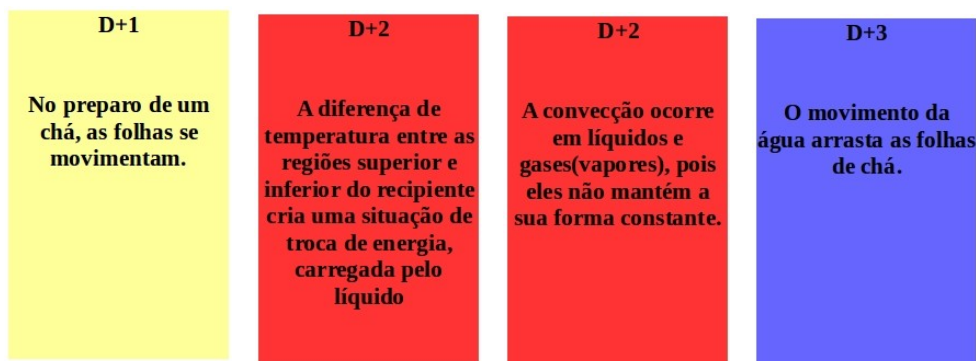 D+1
No preparo de um
chá, as folhas se
movimentam.
D+2
A diferença de
temperatura entre as
regiões superior e
inferior do recipiente
cria uma situação de
troca de energia,
carregada pelo
líquido
D+2
A convecção ocorre
em líquidos e
gases(vapores), pois
eles não mantém a
sua forma constante.
D+3
O movimento da
água arrasta as folhas
de chá.